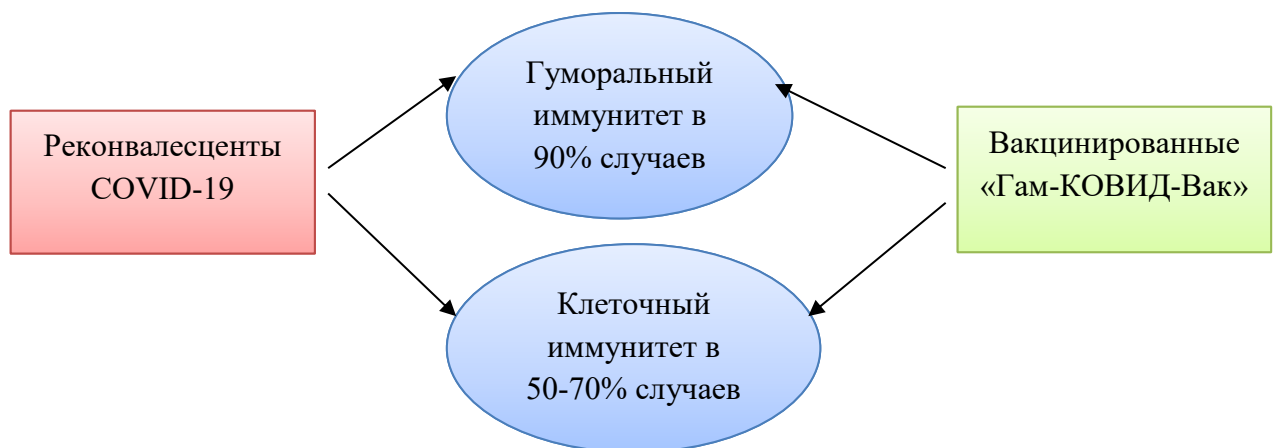 Гуморальный
иммунитет в
90% случаев
Реконвалесценты
COVID-19
Вакцинированные
«Гам-КОВИД-Вак»
Клеточный
иммунитет в
50-70% случаев